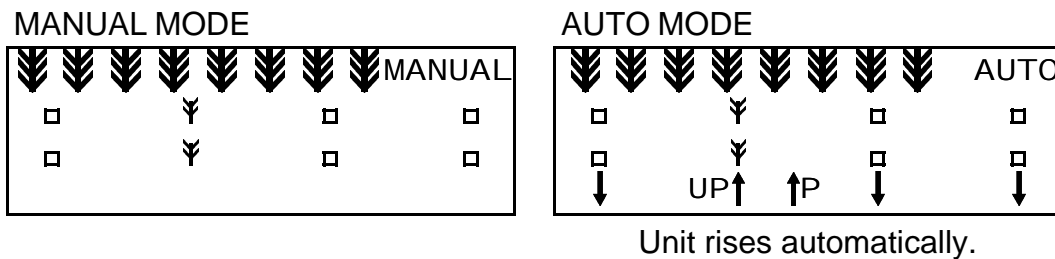 MANUAL MODE
AUTO MODE
MANUAL
AUTO
UP
P
Unit rises automatically.